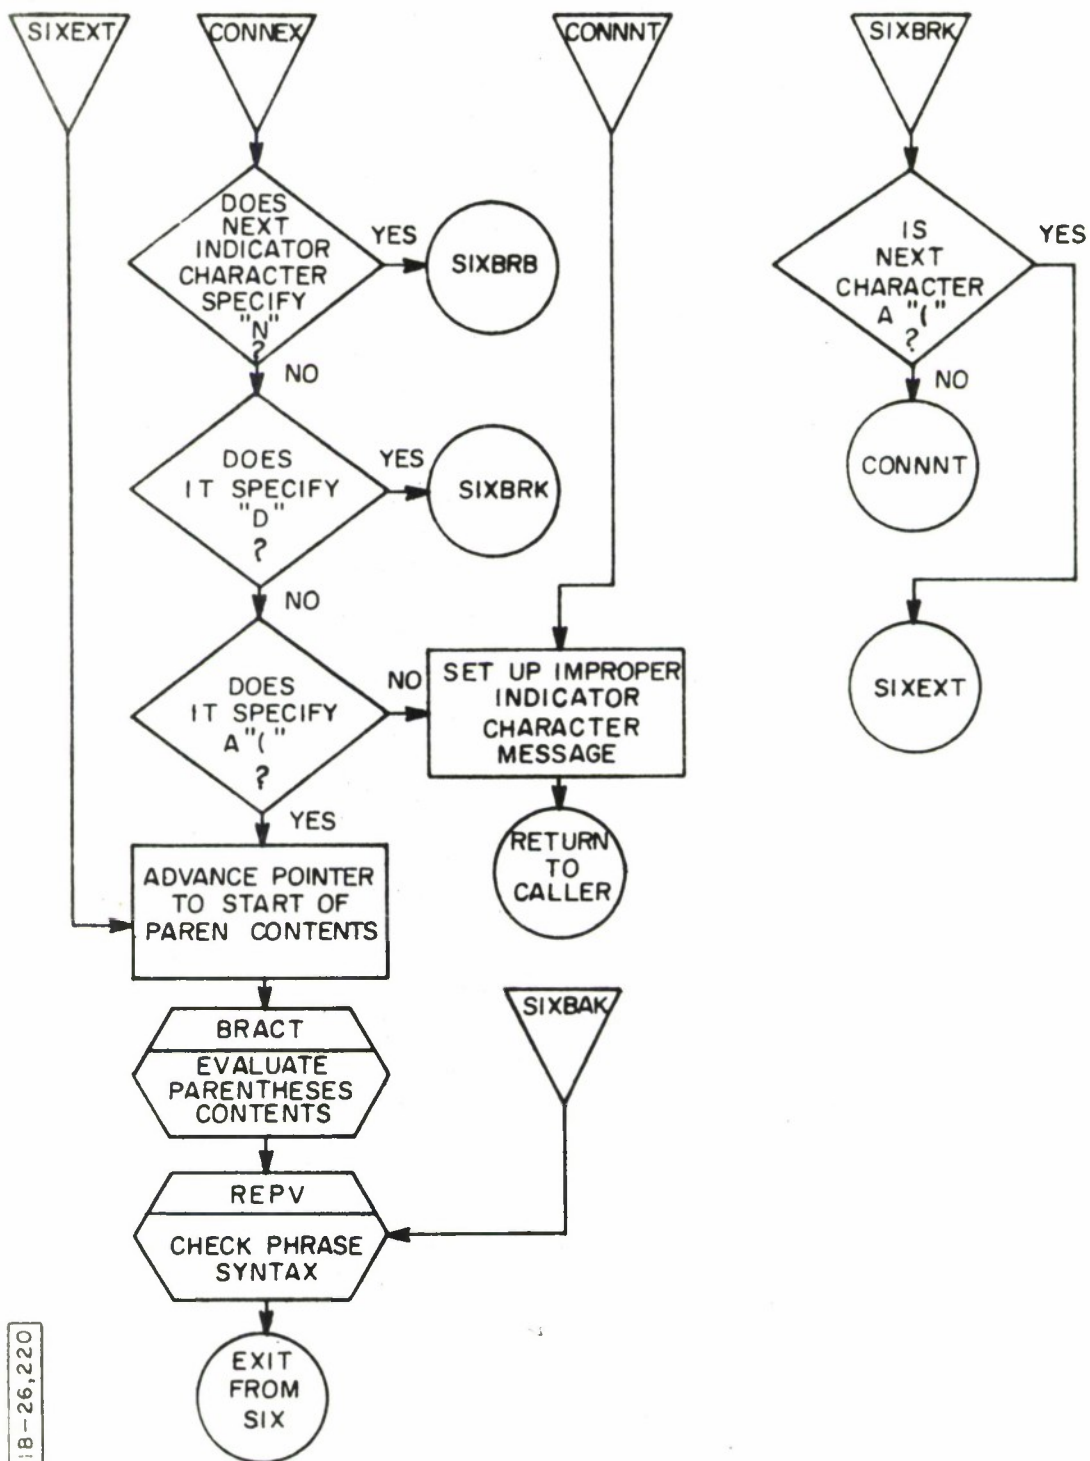 SIXEXT
CONNEX
CONNNT
SIXBRK
DOES
NEXT
INDICATOR
CHARACTER
SPECIFY
"N"
?
YES
SIXBRB
NO
DOES
IT SPECIFY
"D"
?
YES
SIXBRK
NO
DOES
IT SPECIFY
A "("
?
NO
SET UP IMPROPER
INDICATOR
CHARACTER
MESSAGE
RETURN
TO
CALLER
YES
ADVANCE POINTER
TO START OF
PAREN CONTENTS
BRACT
EVALUATE
PARENTHESES
CONTENTS
SIXBAK
REPV
CHECK PHRASE
SYNTAX
EXIT
FROM
SIX
IS
NEXT
CHARACTER
A "("
?
YES
NO
CONNNT
SIXEXT
18-26,220